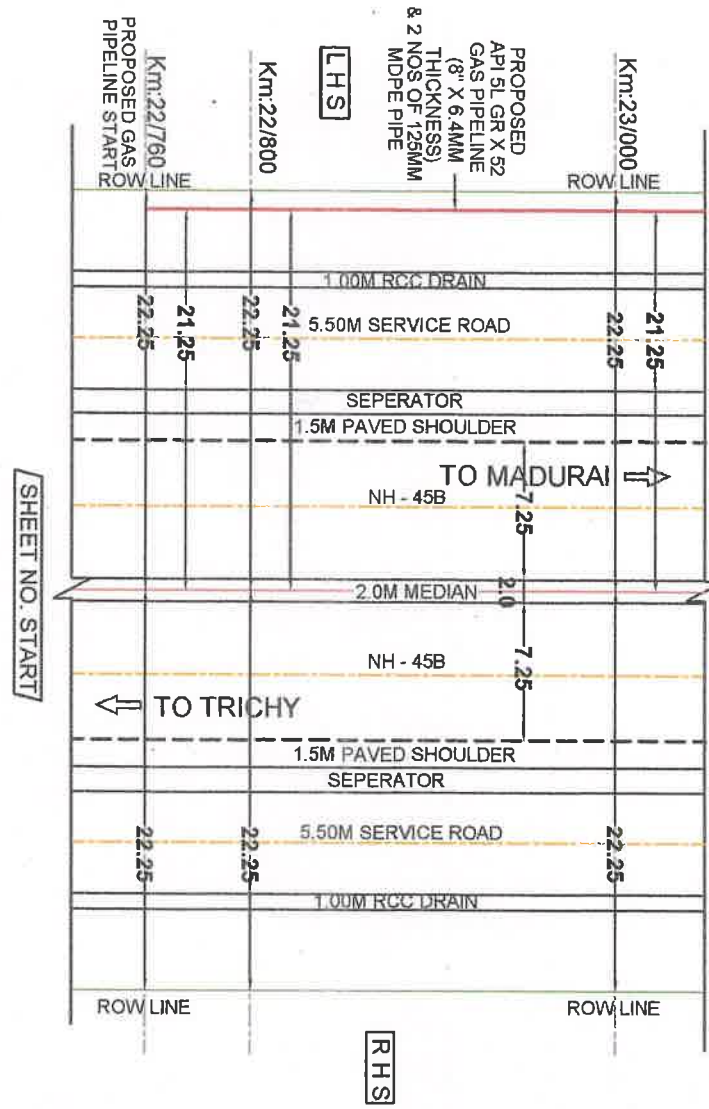 PROPOSED GAS
PIPELINE START
Km:22/760
Km:22/800
LHS
PROPOSED
API 5L GR X 52
GAS PIPELINE
(8" X 6.4MM
THICKNESS)
& 2 NOS OF 125MM
MDPE PIPE
Km:23/000
ROW LINE
ROW LINE
1.00M RCC DRAIN
22.25
21.25
22.25
21.25
22.25
21.25
5.50M SERVICE ROAD
SEPERATOR
1.5M PAVED SHOULDER
TO MADURAI
NH - 45B
7.25
SHEET NO. START
2.0M MEDIAN
2.0
NH - 45B
7.25
TO TRICHY
1.5M PAVED SHOULDER
SEPERATOR
5.50M SERVICE ROAD
22.25
22.25
22.25
1.00M RCC DRAIN
ROW LINE
ROW LINE
RHS